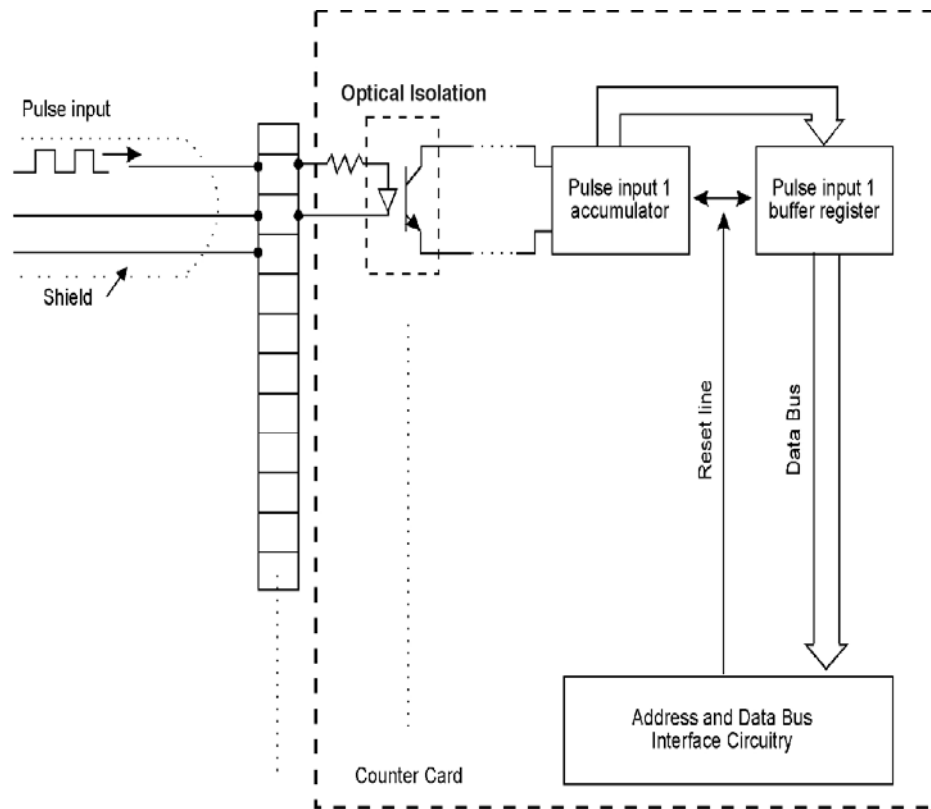 Pulse input
Shield
Optical Isolation
Pulse input 1
accumulator
Pulse input 1
buffer register
Reset line
Data Bus
Address and Data Bus
Interface Circuitry
Counter Card